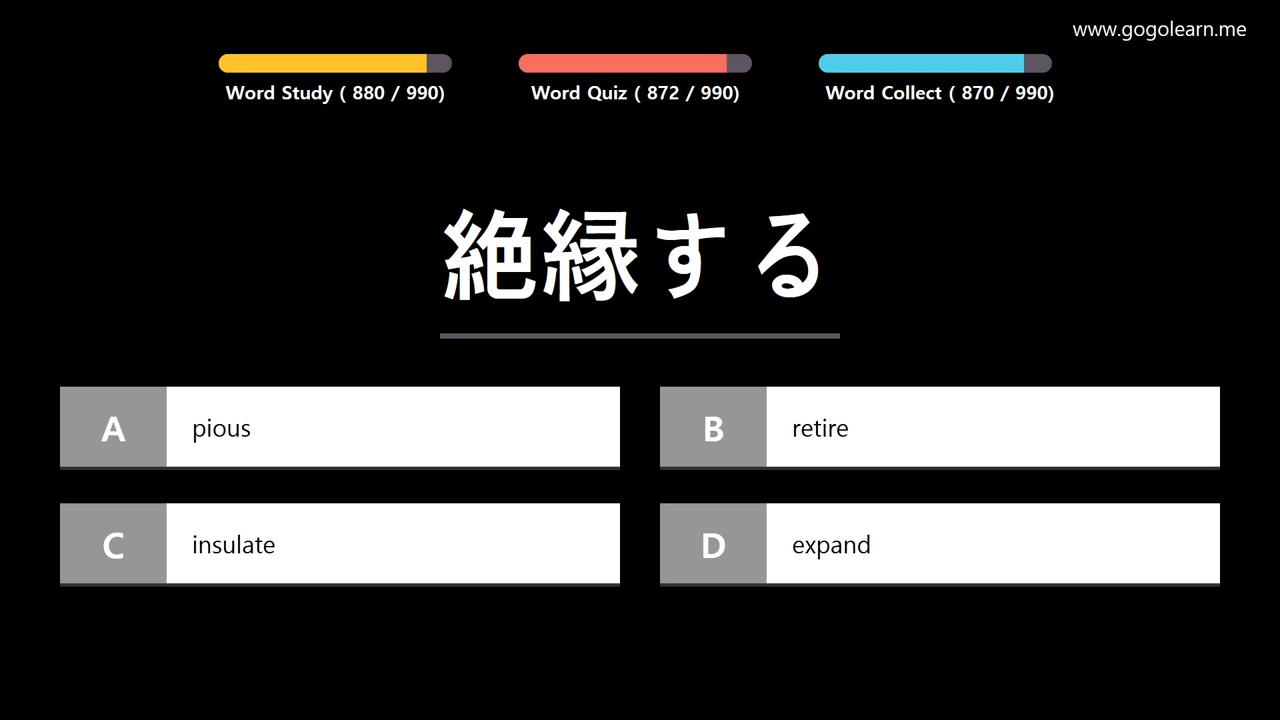 www.gogolearn.me
Word Study ( 880 / 990)
Word Quiz ( 872 / 990)
Word Collect ( 870 / 990)
絶縁する
A pious
B retire
C insulate
D expand